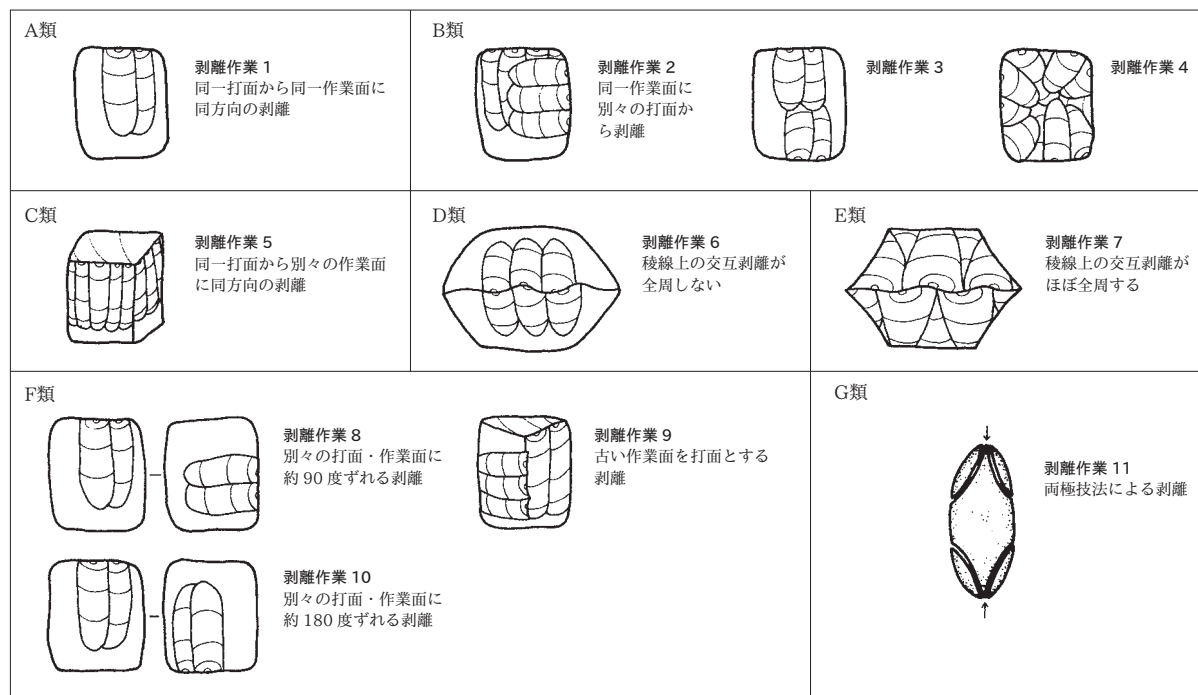 A類
剥離作業 1
同一打面から同一作業面に
同方向の剥離
B類
剥離作業 2
同一作業面に
別々の打面か
ら剥離
剥離作業 3
剥離作業 4
C類
剥離作業 5
同一打面から別々の作業面
に同方向の剥離
D類
剥離作業 6
稜線上の交互剥離が
全周しない
E類
剥離作業 7
稜線上の交互剥離が
ほぼ全周する
F類
剥離作業 8
別々の打面・作業面に
約 90 度ずれる剥離
剥離作業 9
古い作業面を打面とする
剥離
剥離作業 10
別々の打面・作業面に
約 180 度ずれる剥離
G類
剥離作業 11
両極技法による剥離